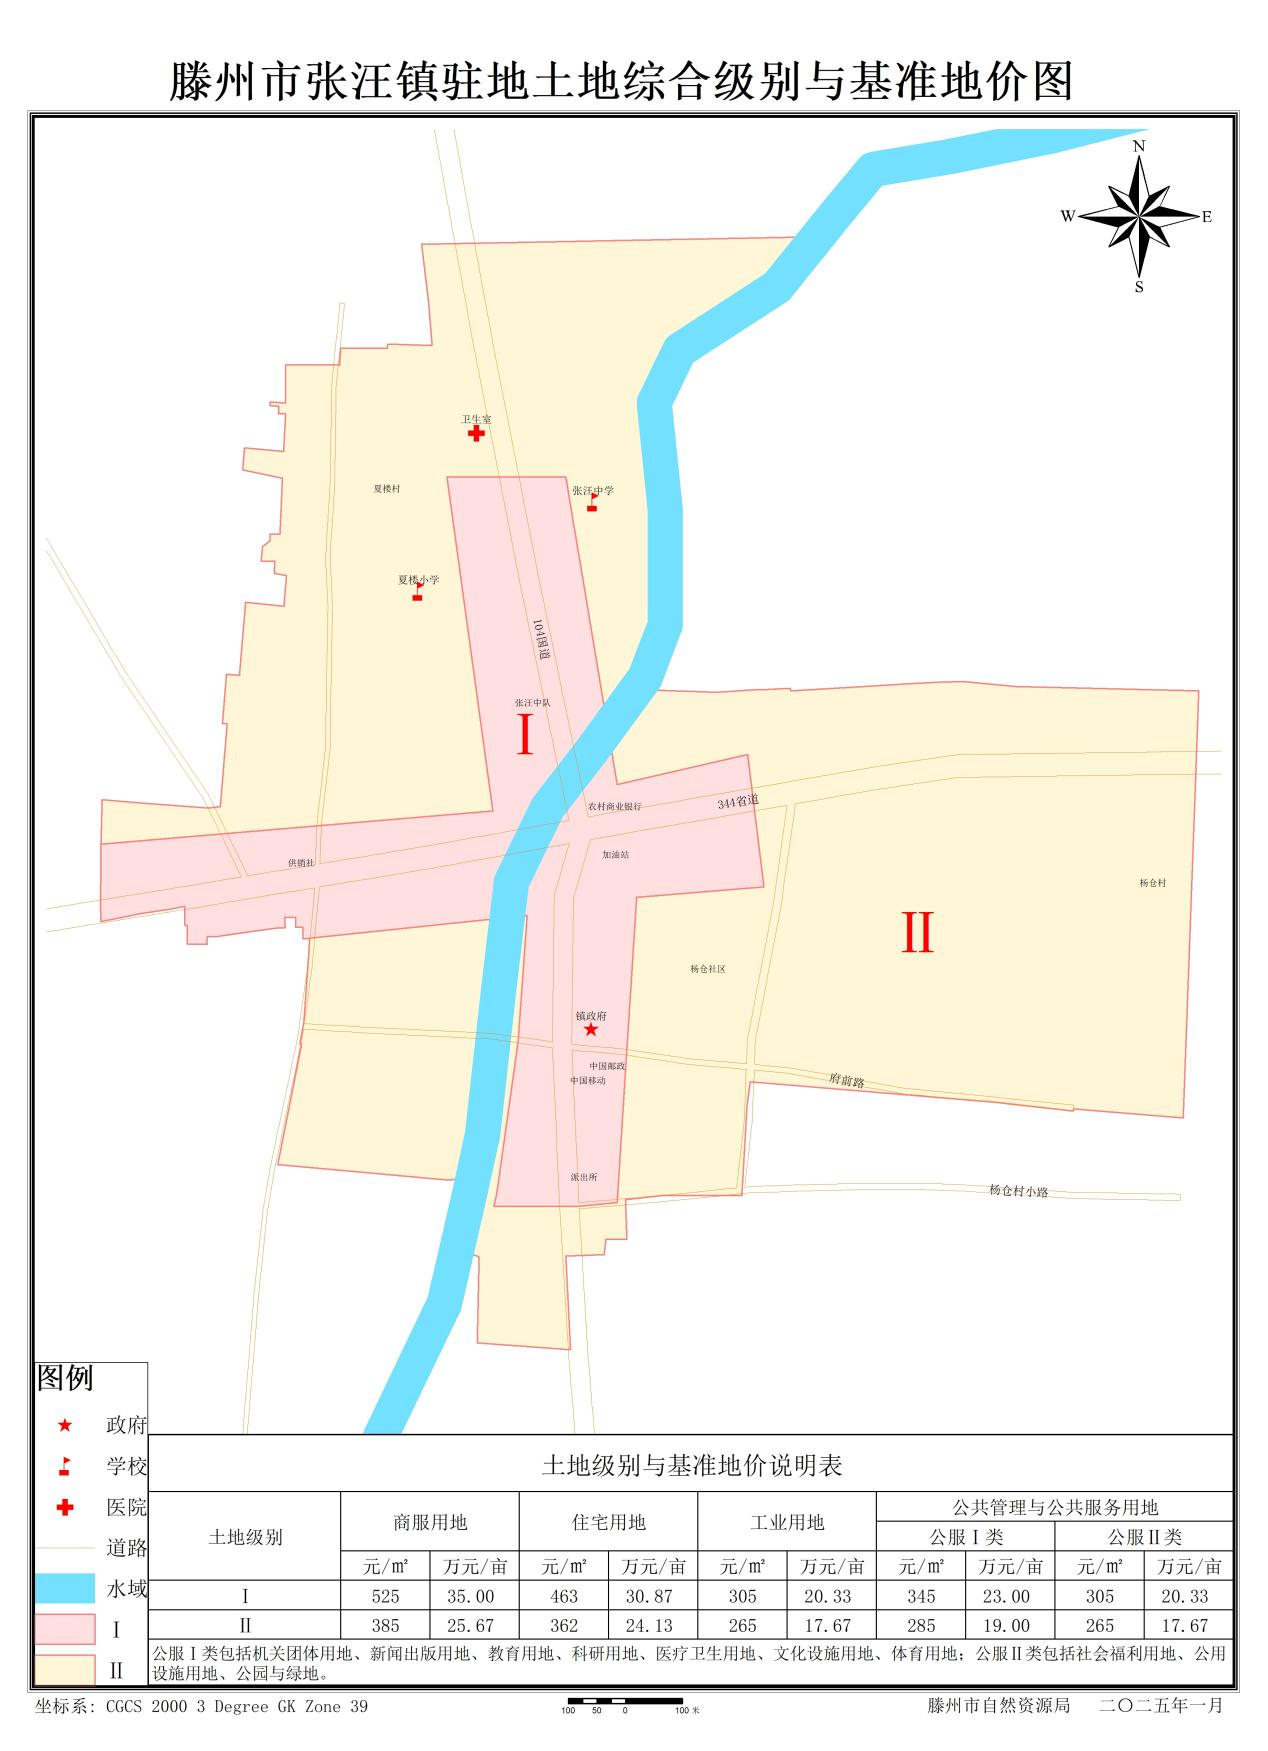 滕州市张汪镇驻地土地综合级别与基准地价图
N
W
E
S
卫生室
夏楼村
张汪中学
夏楼小学
104国道
张汪中队
I
农村商业银行
344省道
供销社
加油站
杨仓村
II
杨仓社区
镇政府
中国邮政
中国移动
府前路
派出所
杨仓村小路
图例
政府
学校
医院
道路
水域
I
II
土地级别与基准地价说明表
土地级别 商服用地 住宅用地 工业用地 公共管理与公共服务用地
公服Ⅰ类 公服Ⅱ类
元/㎡ 万元/亩 元/㎡ 万元/亩 元/㎡ 万元/亩 元/㎡ 万元/亩 元/㎡ 万元/亩
Ⅰ 525 35.00 463 30.87 305 20.33 345 23.00 305 20.33
Ⅱ 385 25.67 362 24.13 265 17.67 285 19.00 265 17.67
公服Ⅰ类包括机关团体用地、新闻出版用地、教育用地、科研用地、医疗卫生用地、文化设施用地、体育用地；公服Ⅱ类包括社会福利用地、公用
设施用地、公园与绿地。
坐标系: CGCS 2000 3 Degree GK Zone 39
100 50 0 100 米
滕州市自然资源局 二〇二五年一月